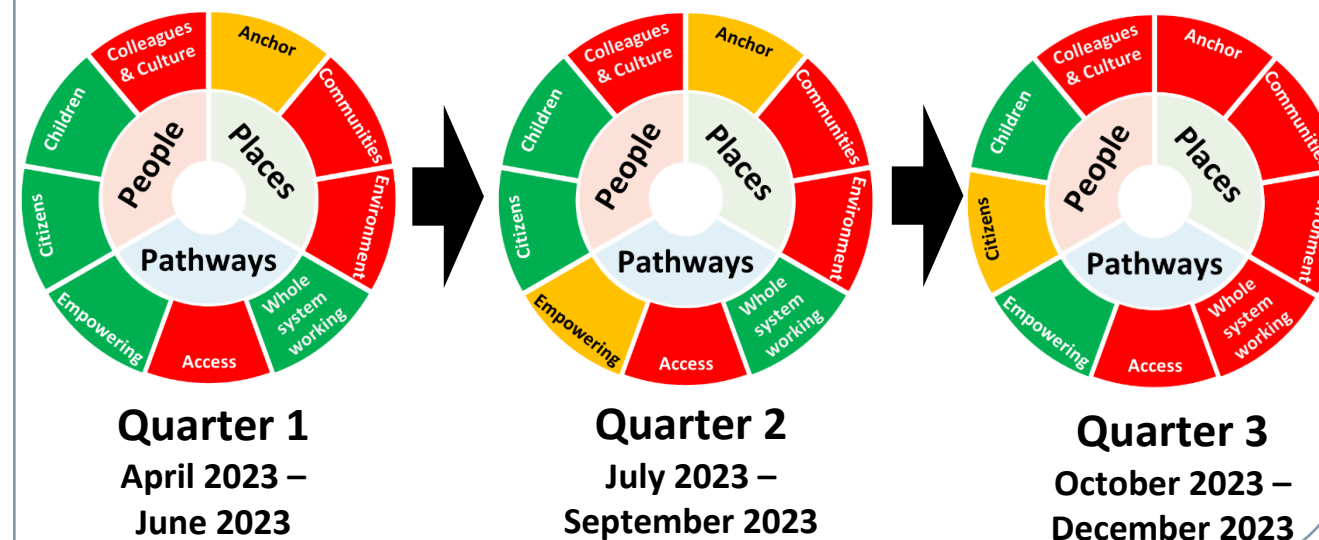 Colleagues
& Culture
Anchor
Communities
Environment
Whole
system
working
Access
Empowering
Citizens
Children
People
Places
Pathways
Quarter 1
April 2023 –
June 2023
Colleagues
& Culture
Anchor
Communities
Environment
Whole
system
working
Access
Empowering
Citizens
Children
People
Places
Pathways
Quarter 2
July 2023 –
September 2023
Colleagues
& Culture
Anchor
Communitie
ironment
Whole
system
working
Access
Empowering
Citizens
Children
People
Places
Pathways
Quarter 3
October 2023 –
December 2023